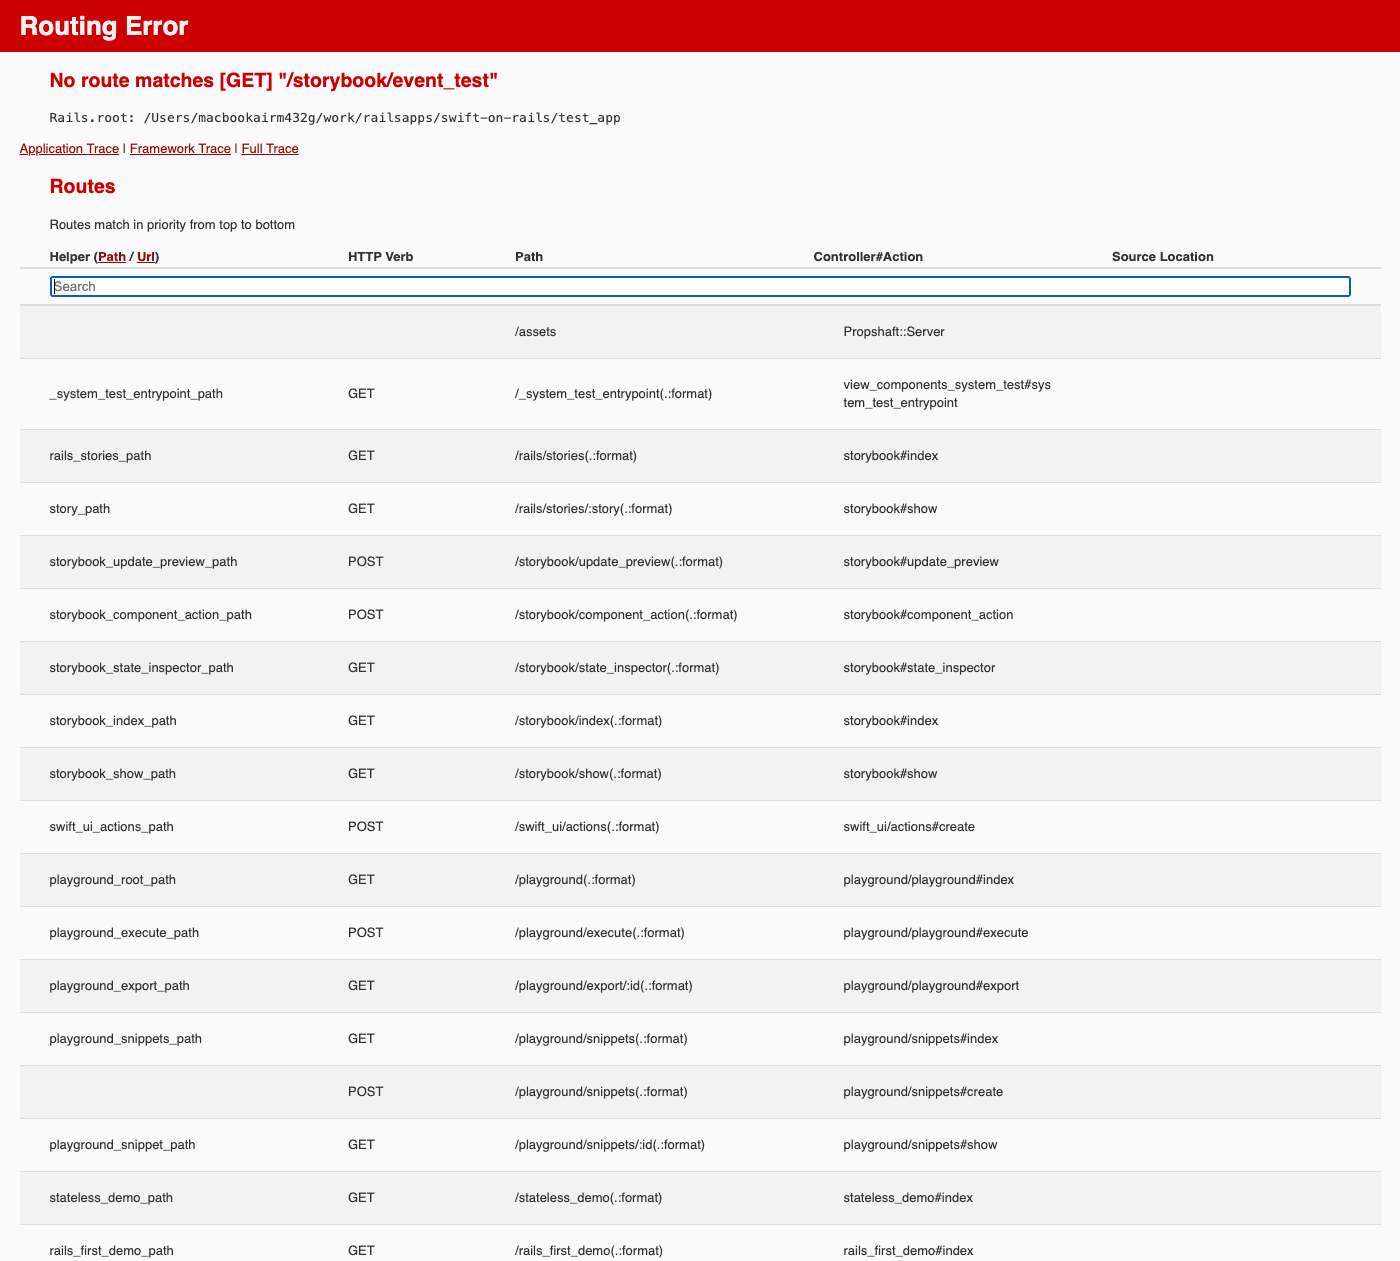 Routing Error
No route matches [GET] "/storybook/event_test"
Rails.root: /Users/macbookairm432g/work/railsapps/swift-on-rails/test_app
Application Trace | Framework Trace | Full Trace
Routes
Routes match in priority from top to bottom
Helper (Path / Url) HTTP Verb Path Controller#Action Source Location
Search
/assets Propshaft::Server
_system_test_entrypoint_path GET /_system_test_entrypoint(.:format) view_components_system_test#sys
tem_test_entrypoint
rails_stories_path GET /rails/stories(.:format) storybook#index
story_path GET /rails/stories/:story(.:format) storybook#show
storybook_update_preview_path POST /storybook/update_preview(.:format) storybook#update_preview
storybook_component_action_path POST /storybook/component_action(.:format) storybook#component_action
storybook_state_inspector_path GET /storybook/state_inspector(.:format) storybook#state_inspector
storybook_index_path GET /storybook/index(.:format) storybook#index
storybook_show_path GET /storybook/show(.:format) storybook#show
swift_ui_actions_path POST /swift_ui/actions(.:format) swift_ui/actions#create
playground_root_path GET /playground(.:format) playground/playground#index
playground_execute_path POST /playground/execute(.:format) playground/playground#execute
playground_export_path GET /playground/export/:id(.:format) playground/playground#export
playground_snippets_path GET /playground/snippets(.:format) playground/snippets#index
POST /playground/snippets(.:format) playground/snippets#create
playground_snippet_path GET /playground/snippets/:id(.:format) playground/snippets#show
stateless_demo_path GET /stateless_demo(.:format) stateless_demo#index
rails_first_demo_path GET /rails_first_demo(.:format) rails_first_demo#index